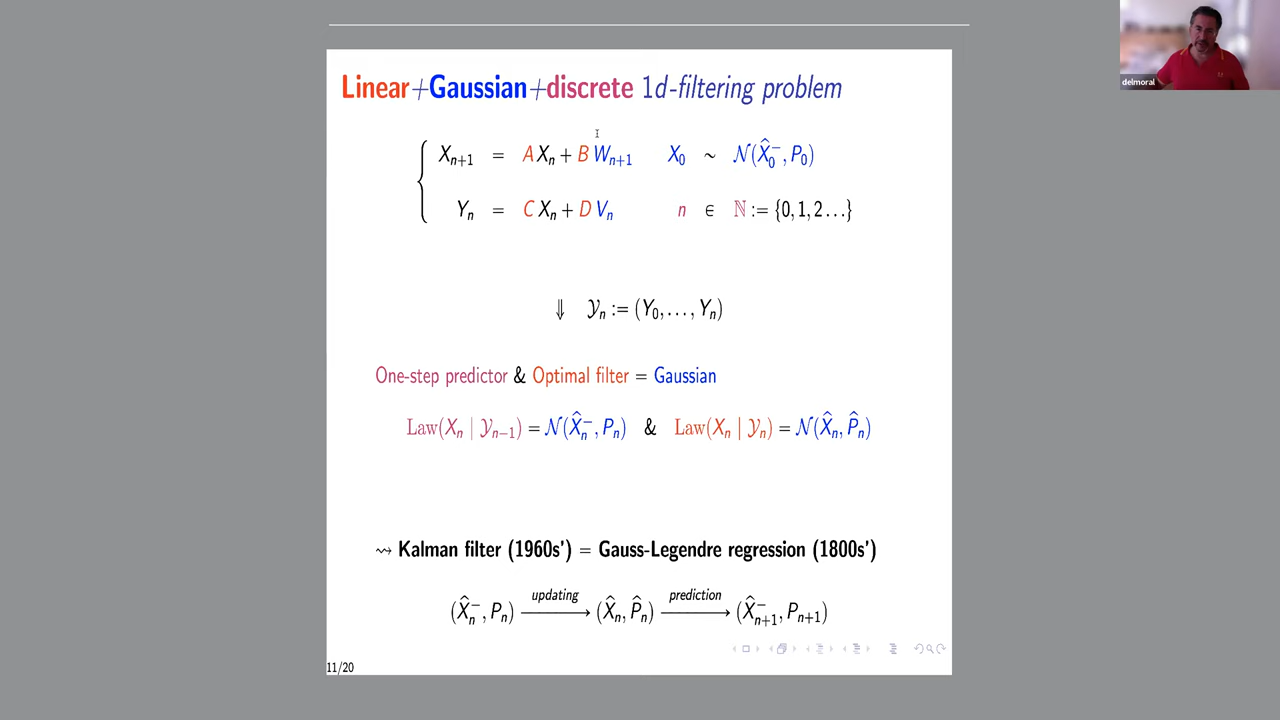 Linear+Gaussian+discrete 1d-filtering problem
X_{n+1} = A X_n + B W_{n+1} X_0 ∼ 𝒩(X̂_0^−, P_0)
Y_n = C X_n + D V_n n ∈ ℕ := {0, 1, 2 …}
⇓ 𝒴_n := (Y_0, …, Y_n)
One-step predictor & Optimal filter = Gaussian
Law(X_n | 𝒴_{n−1}) = 𝒩(X̂_n^−, P_n) & Law(X_n | 𝒴_n) = 𝒩(X̂_n, P̂_n)
⇝ Kalman filter (1960s') = Gauss-Legendre regression (1800s')
updating prediction
(X̂_n^−, P_n) ⟶ (X̂_n, P̂_n) ⟶ (X̂_{n+1}^−, P_{n+1})
11/20
delmoral